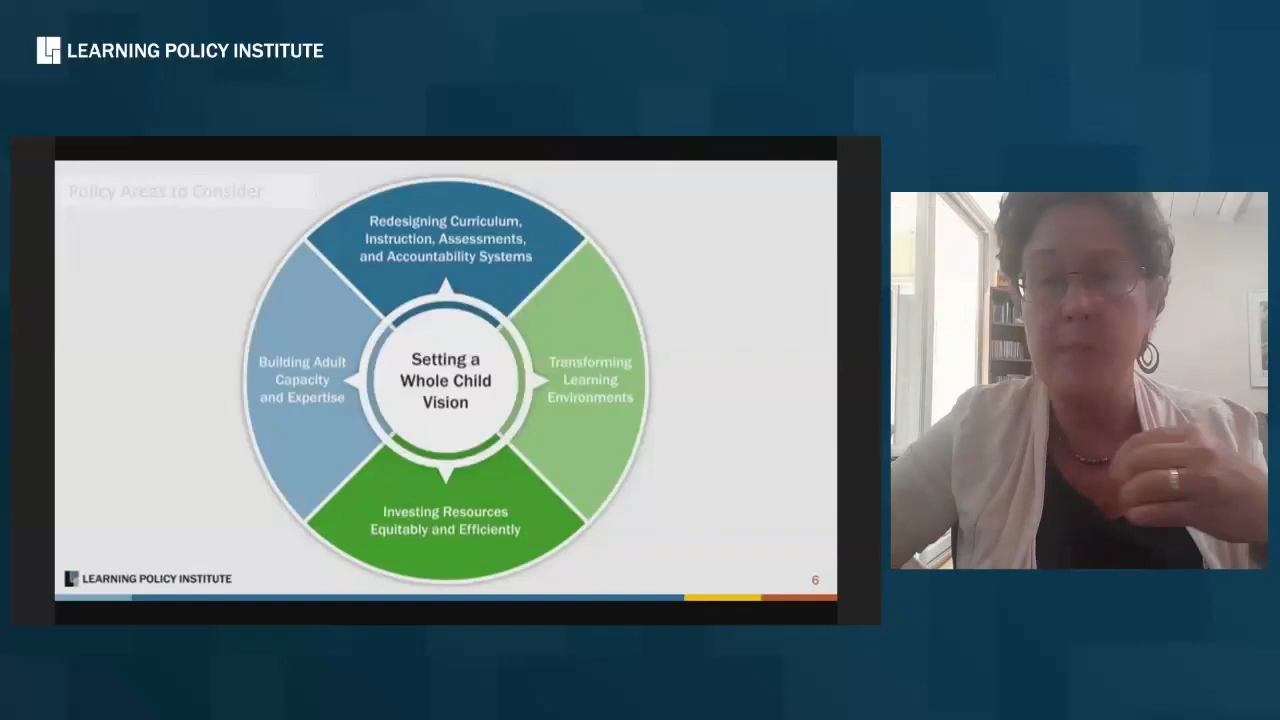 LEARNING POLICY INSTITUTE
Policy Areas to Consider
Redesigning Curriculum,
Instruction, Assessments,
and Accountability Systems
Building Adult
Capacity
and Expertise
Setting a
Whole Child
Vision
Transforming
Learning
Environments
Investing Resources
Equitably and Efficiently
LEARNING POLICY INSTITUTE
6